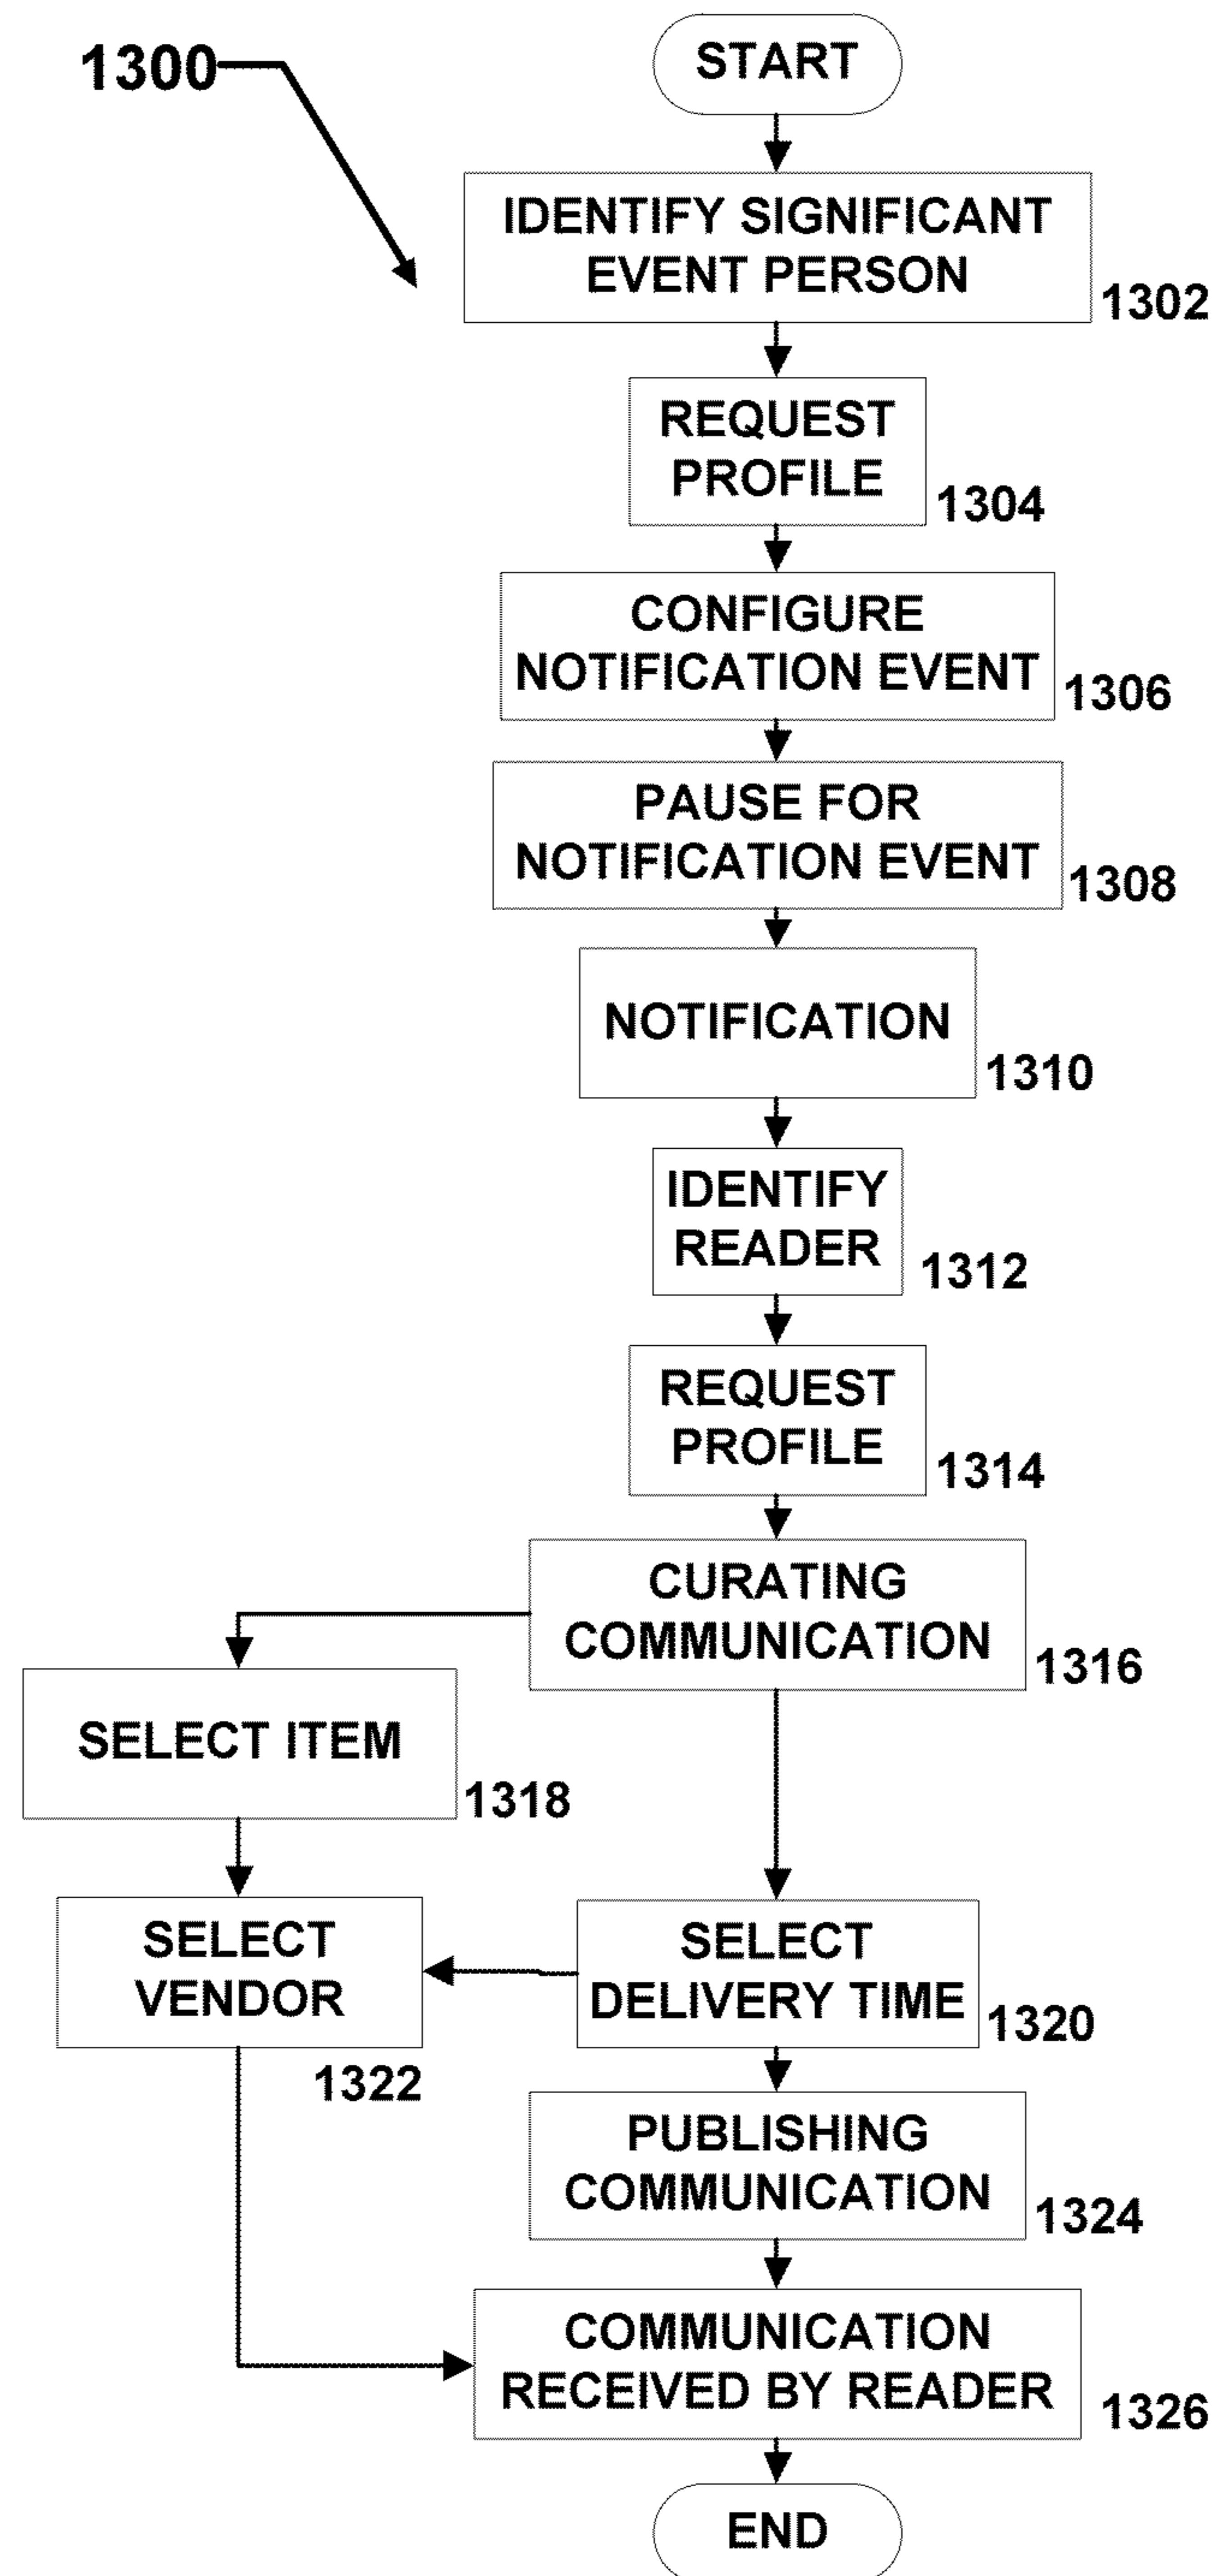 1300
START
IDENTIFY SIGNIFICANT
EVENT PERSON
1302
REQUEST
PROFILE
1304
CONFIGURE
NOTIFICATION EVENT
1306
PAUSE FOR
NOTIFICATION EVENT
1308
NOTIFICATION
1310
IDENTIFY
READER
1312
REQUEST
PROFILE
1314
CURATING
COMMUNICATION
1316
SELECT ITEM
1318
SELECT
VENDOR
1322
SELECT
DELIVERY TIME
1320
PUBLISHING
COMMUNICATION
1324
COMMUNICATION
RECEIVED BY READER
1326
END